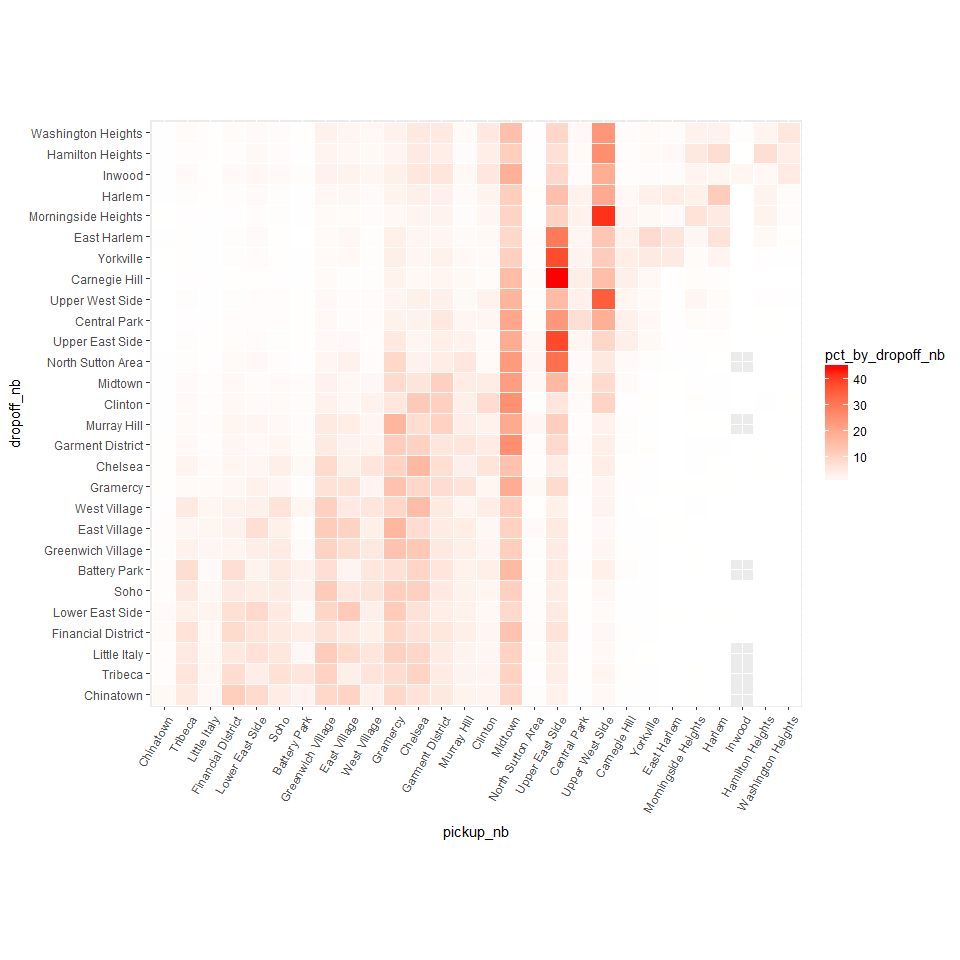 Washington Heights
Hamilton Heights
Inwood
Harlem
Morningside Heights
East Harlem
Yorkville
Carnegie Hill
Upper West Side
Central Park
Upper East Side
North Sutton Area
Midtown
Clinton
Murray Hill
Garment District
Chelsea
Gramercy
West Village
East Village
Greenwich Village
Battery Park
Soho
Lower East Side
Financial District
Little Italy
Tribeca
Chinatown
dropoff_nb
Chinatown
Tribeca
Little Italy
Financial District
Lower East Side
Soho
Battery Park
Greenwich Village
East Village
West Village
Gramercy
Chelsea
Garment District
Murray Hill
Clinton
Midtown
North Sutton Area
Upper East Side
Central Park
Upper West Side
Carnegie Hill
Yorkville
East Harlem
Morningside Heights
Harlem
Inwood
Hamilton Heights
Washington Heights
pickup_nb
pct_by_dropoff_nb
40
30
20
10